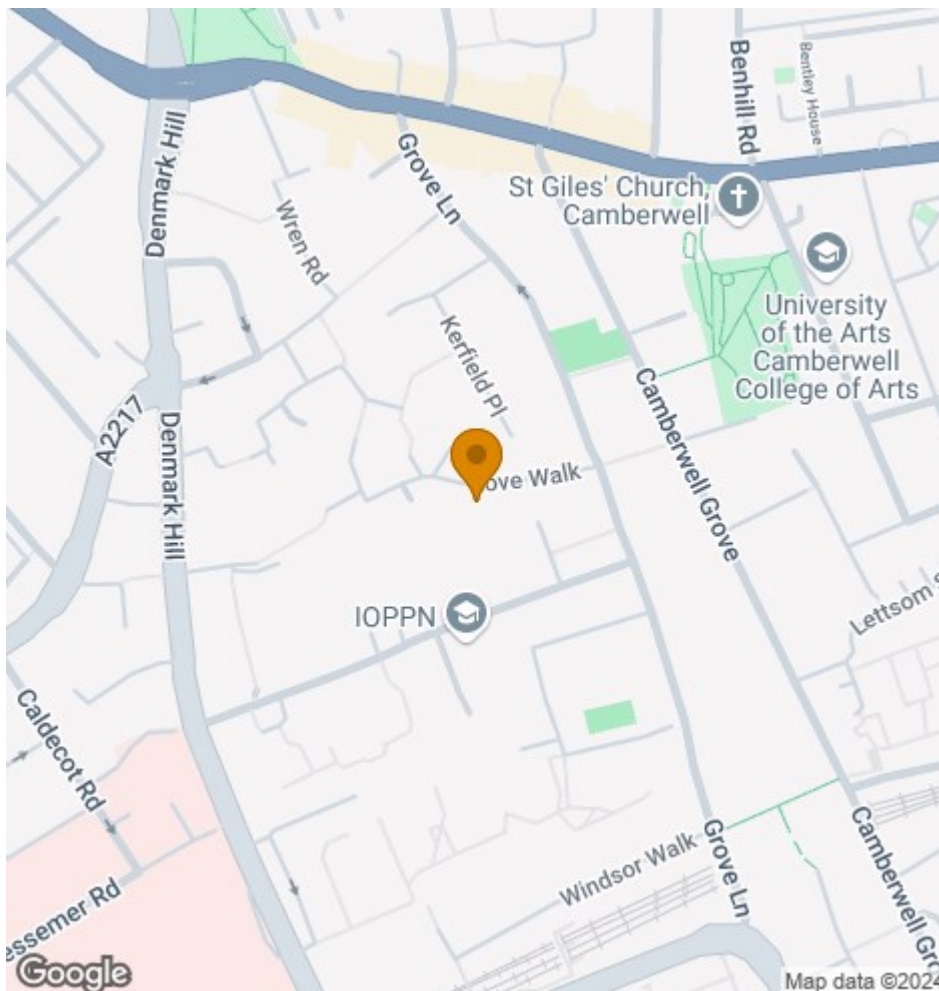 Benhill Rd
Bentley House
Denmark Hill
Grove Ln
St Giles' Church,
Camberwell
Wren Rd
University
of the Arts
Camberwell
College of Arts
Kerfield Pl
A2217
Camberwell Grove
ove Walk
Denmark Hill
IOPPN
Lettsom S
Caldecot Rd
Windsor Walk
Grove Ln
Camberwell Gro
essemer Rd
Google
Map data ©2024